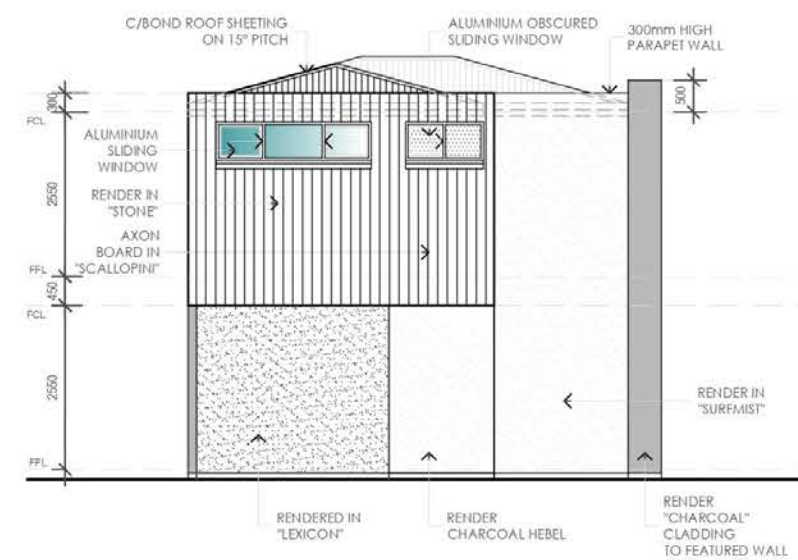 C/BOND ROOF SHEETING
ON 15° PITCH
ALUMINIUM OBSCURED
SLIDING WINDOW
300mm HIGH
PARAPET WALL
300
500
FCL
ALUMINIUM
SLIDING
WINDOW
2550
RENDER IN
"STONE"
AXON
BOARD IN
"SCALLOPINI"
FFL
450
FCL
2550
RENDER IN
"SURFMIST"
FFL
RENDERED IN
"LEXICON"
RENDER
CHARCOAL HEBEL
RENDER
"CHARCOAL"
CLADDING
TO FEATURED WALL